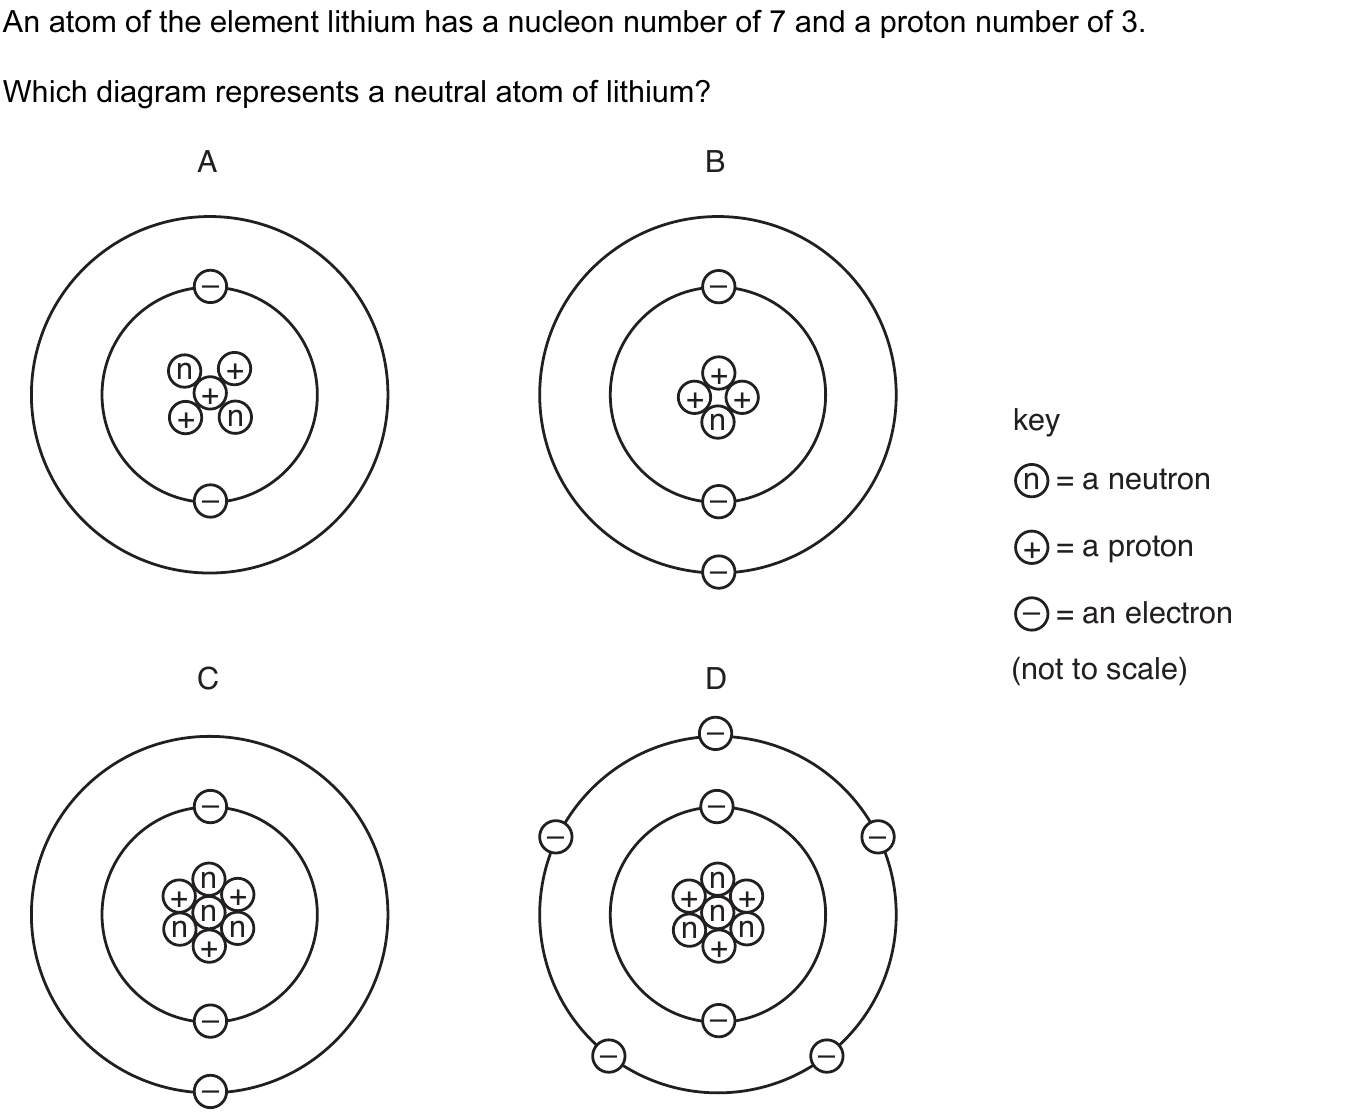 An atom of the element lithium has a nucleon number of 7 and a proton number of 3.
Which diagram represents a neutral atom of lithium?
A
B
−
−
n +
+
+ n
+
+ +
n
−
−
−
key
n = a neutron
+ = a proton
− = an electron
(not to scale)
C
D
−
n
+ +
n
n n
+
−
−
−
−
− −
n
+ +
n
n n
+
−
− −